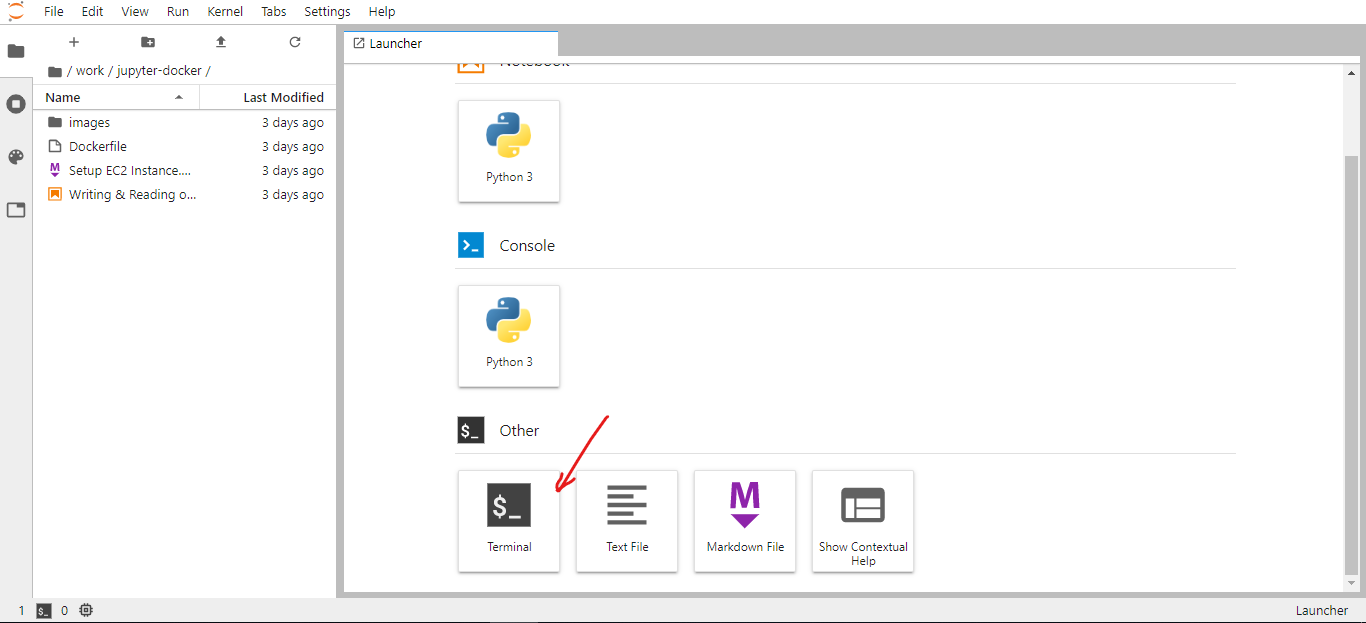 File Edit View Run Kernel Tabs Settings Help
Launcher
/ work / jupyter-docker /
Name Last Modified
images 3 days ago
Dockerfile 3 days ago
M Setup EC2 Instance.... 3 days ago
Writing & Reading o... 3 days ago
Notebook
Python 3
>_ Console
Python 3
$_ Other
$_
Terminal
Text File
M
Markdown File
Show Contextual
Help
1 $_ 0 Launcher